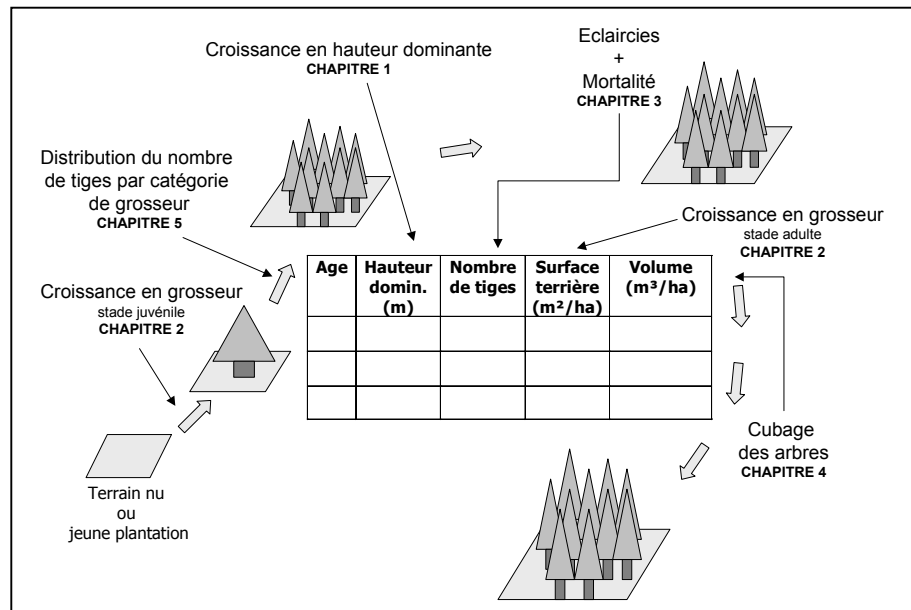 Croissance en hauteur dominante
CHAPITRE 1
Eclaircies
+
Mortalité
CHAPITRE 3
Distribution du nombre
de tiges par catégorie
de grosseur
CHAPITRE 5
Croissance en grosseur
stade adulte
CHAPITRE 2
Croissance en grosseur
stade juvénile
CHAPITRE 2
Age
Hauteur
domin.
(m)
Nombre
de tiges
Surface
terrière
(m²/ha)
Volume
(m³/ha)
Cubage
des arbres
CHAPITRE 4
Terrain nu
ou
jeune plantation